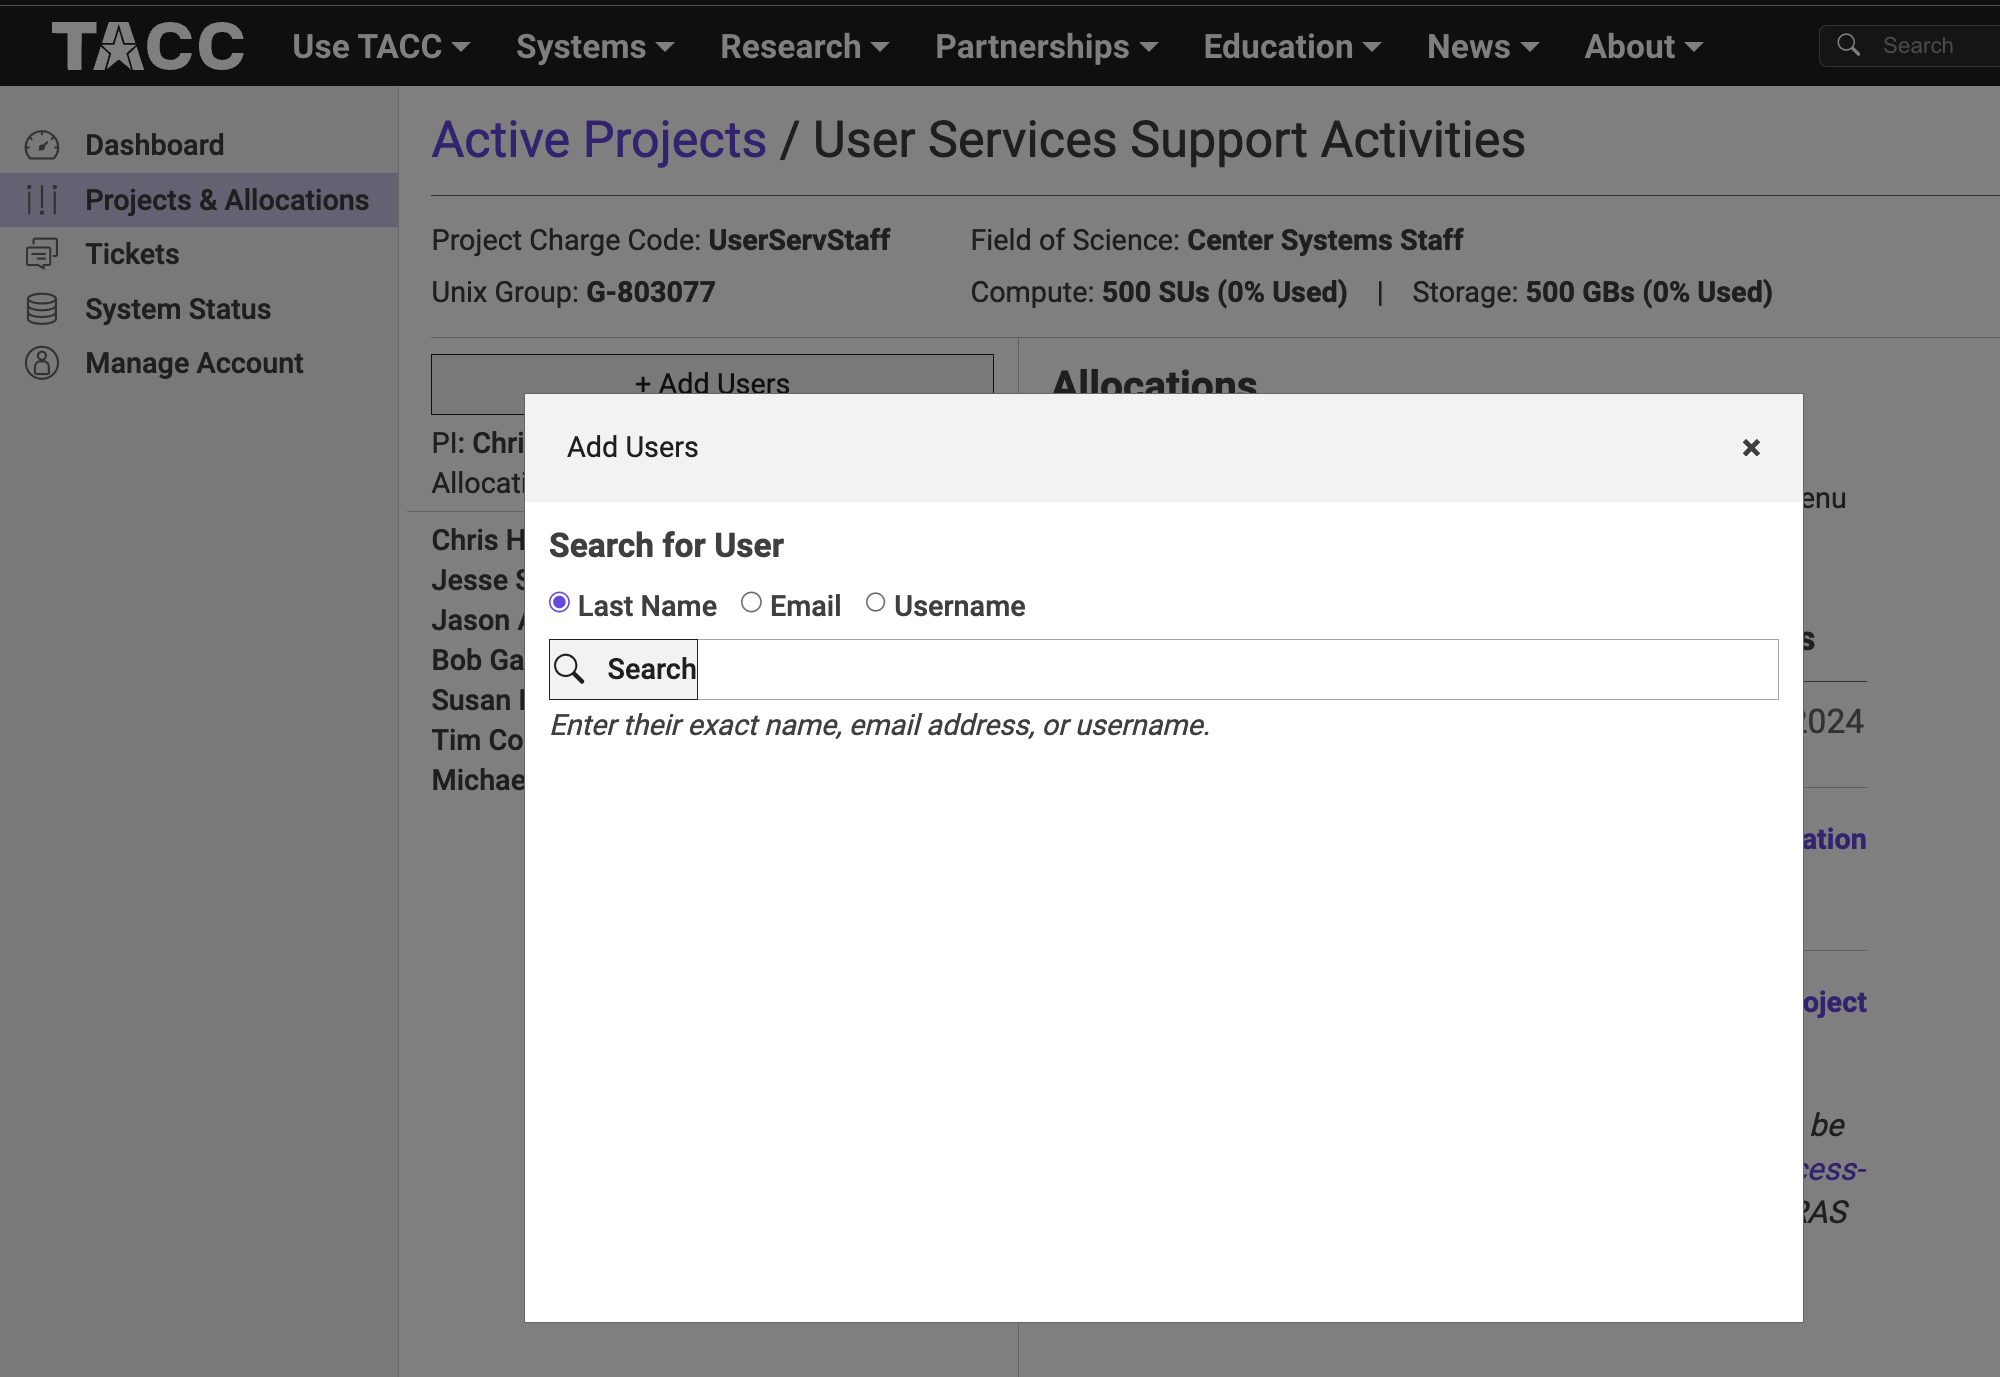 TACC Use TACC Systems Research Partnerships Education News About Search
Dashboard
Projects & Allocations
Tickets
System Status
Manage Account
Active Projects / User Services Support Activities
Project Charge Code: UserServStaff Field of Science: Center Systems Staff
Unix Group: G-803077 Compute: 500 SUs (0% Used) | Storage: 500 GBs (0% Used)
+ Add Users
PI: Chri
Allocati
Chris H
Jesse S
Jason A
Bob Ga
Susan
Tim Co
Michae
Allocations
enu
s
2024
ation
oject
be
cess-
RAS
Add Users
Search for User
Last Name Email Username
Search
Enter their exact name, email address, or username.